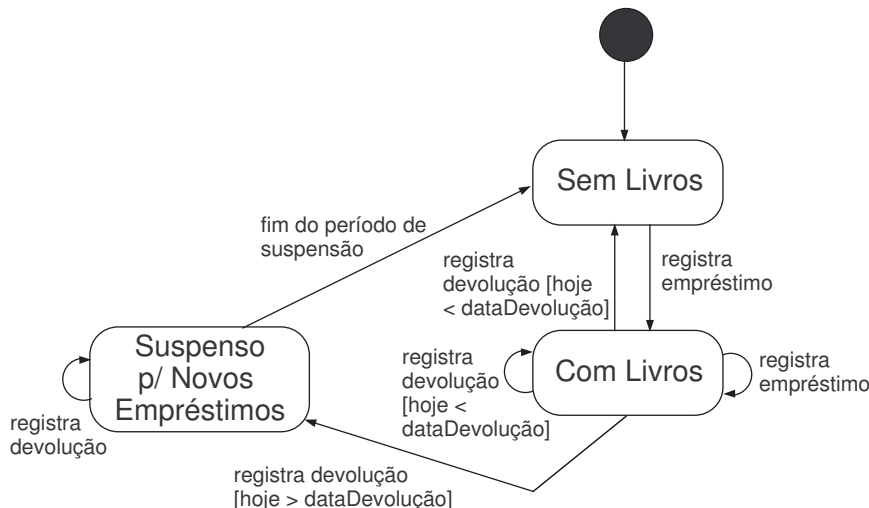 Sem Livros
fim do período de
suspensão
registra
devolução [hoje
< dataDevolução]
registra
empréstimo
Suspenso
p/ Novos
Empréstimos
registra
devolução
[hoje <
dataDevolução]
Com Livros
registra
empréstimo
registra
devolução
registra devolução
[hoje > dataDevolução]